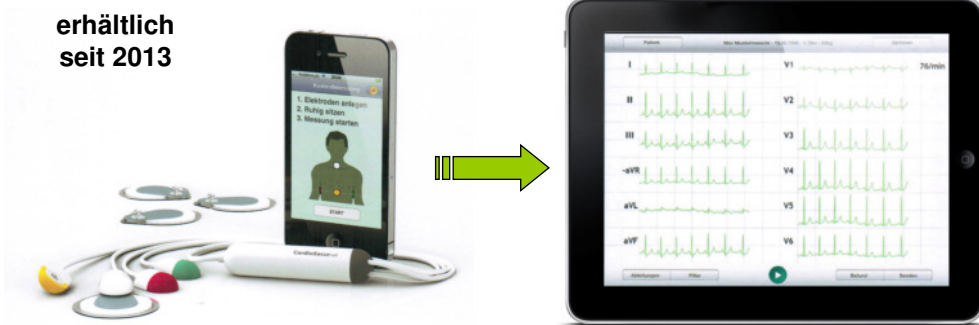 erhältlich
seit 2013
1. Elektroden anlegen
2. Ruhig sitzen
3. Messung starten
START
Patient
76/min
I
II
III
-aVR
aVL
aVF
V1
V2
V3
V4
V5
V6
Ableitungen
Filter
Befund
Senden